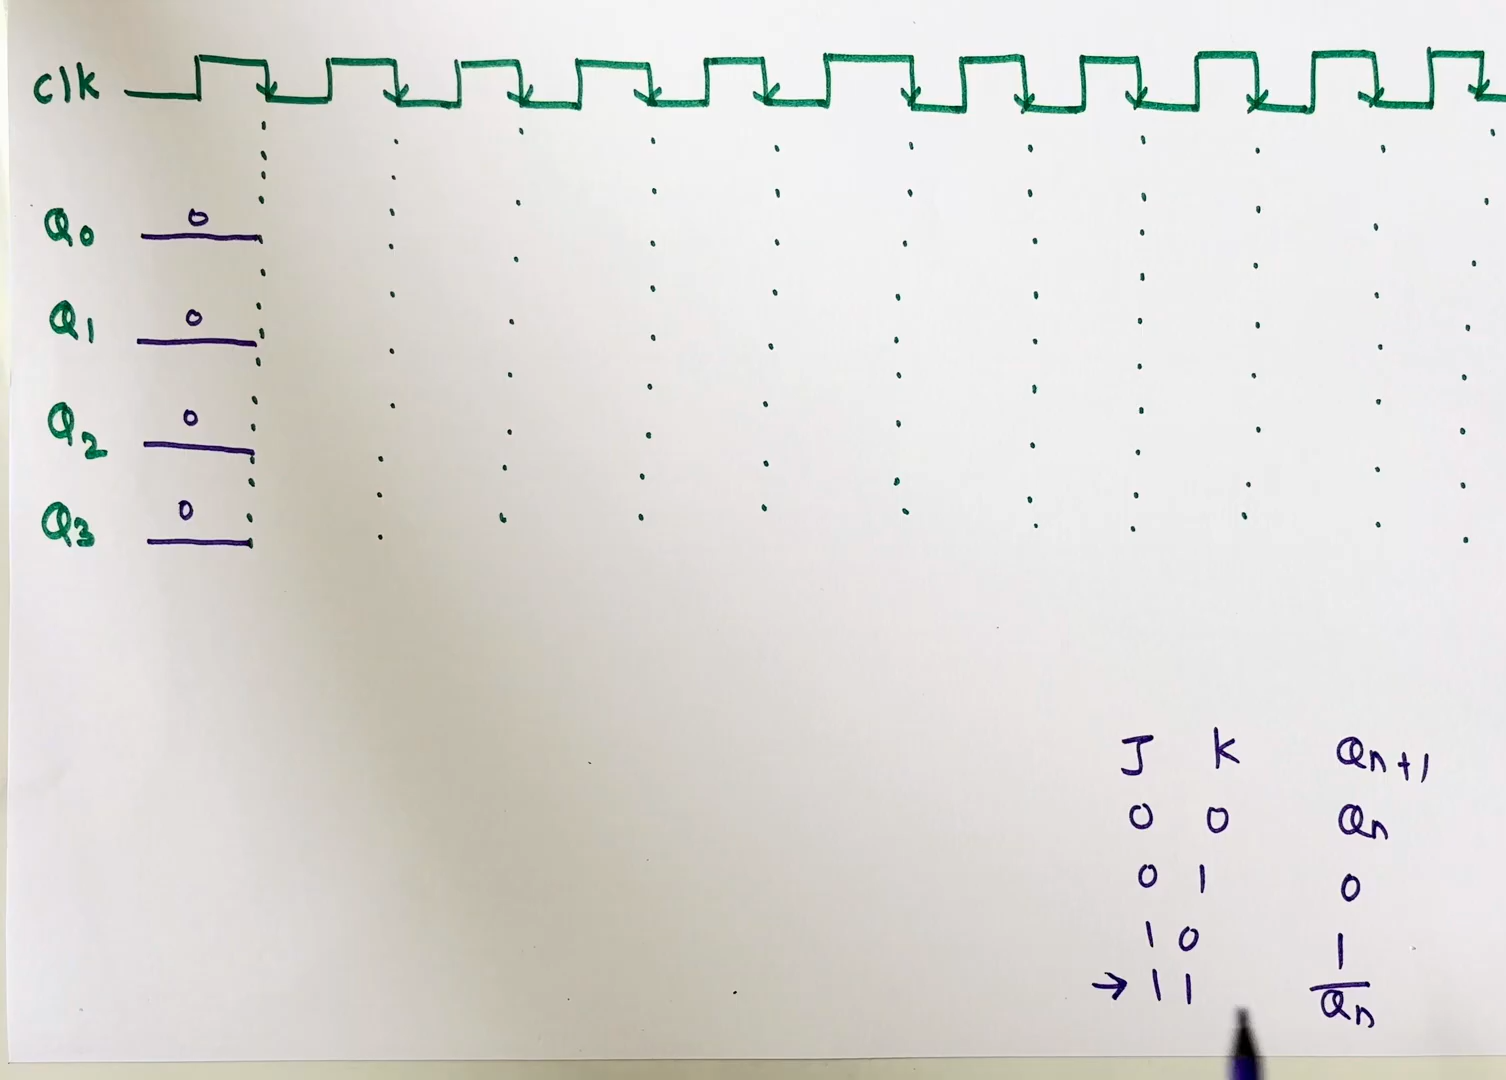 clk
Q0 0
Q1 0
Q2 0
Q3 0
J K Qn+1
0 0 Qn
0 1 0
1 0 1
→ 1 1 Q̅n